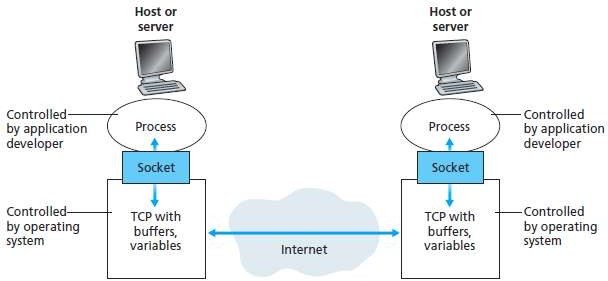 Host or
server
Host or
server
Controlled
by application
developer
Process
Process
Controlled
by application
developer
Socket
Socket
Controlled
by operating
system
TCP with
buffers,
variables
Internet
TCP with
buffers,
variables
Controlled
by operating
system